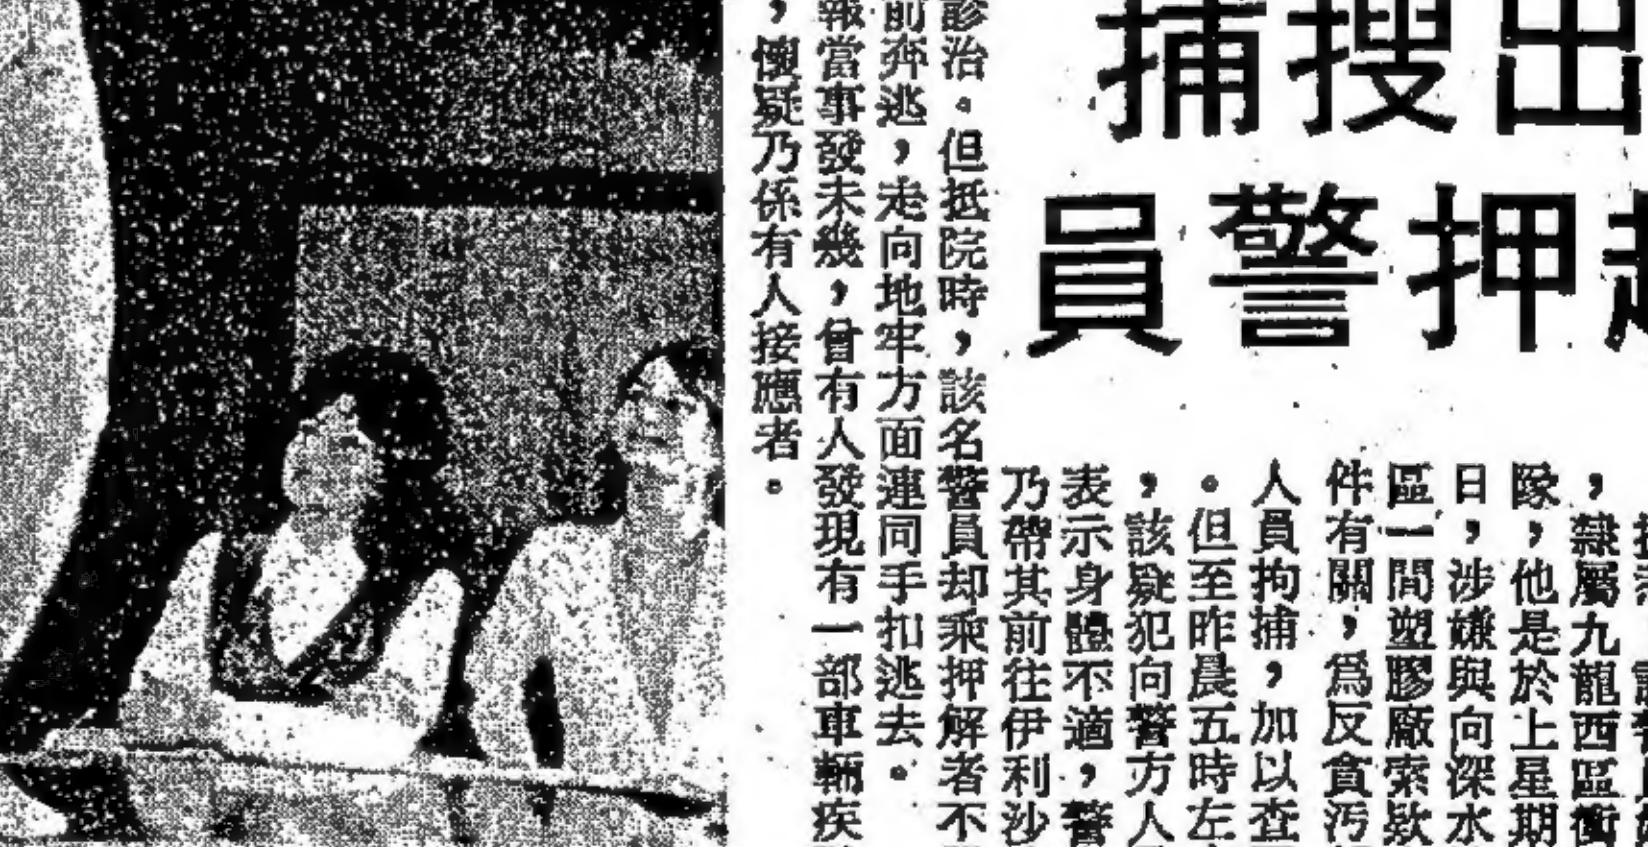 捕搜出
員警押
，隸屬九龍西區衝
隊，他是於上星期
日，涉嫌與向深水
區一間塑膠廠索欵
件有關，爲反貪污
人員拘捕，加以查
。但至昨晨五時左
，該疑犯向警方人
表示身體不適，警
乃帶其前往伊利沙
診治。但抵院時，該名警員却乘押解者不
前奔逃，走向地牢方面連同手扣逃去。
報當事發未幾，曾有人發現有一部車輛疾
，懷疑乃係有人接應者。